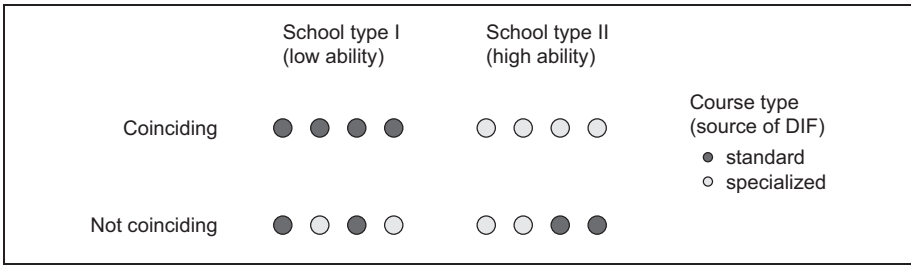 School type I
(low ability)
School type II
(high ability)
Coinciding
Course type
(source of DIF)
standard
specialized
Not coinciding